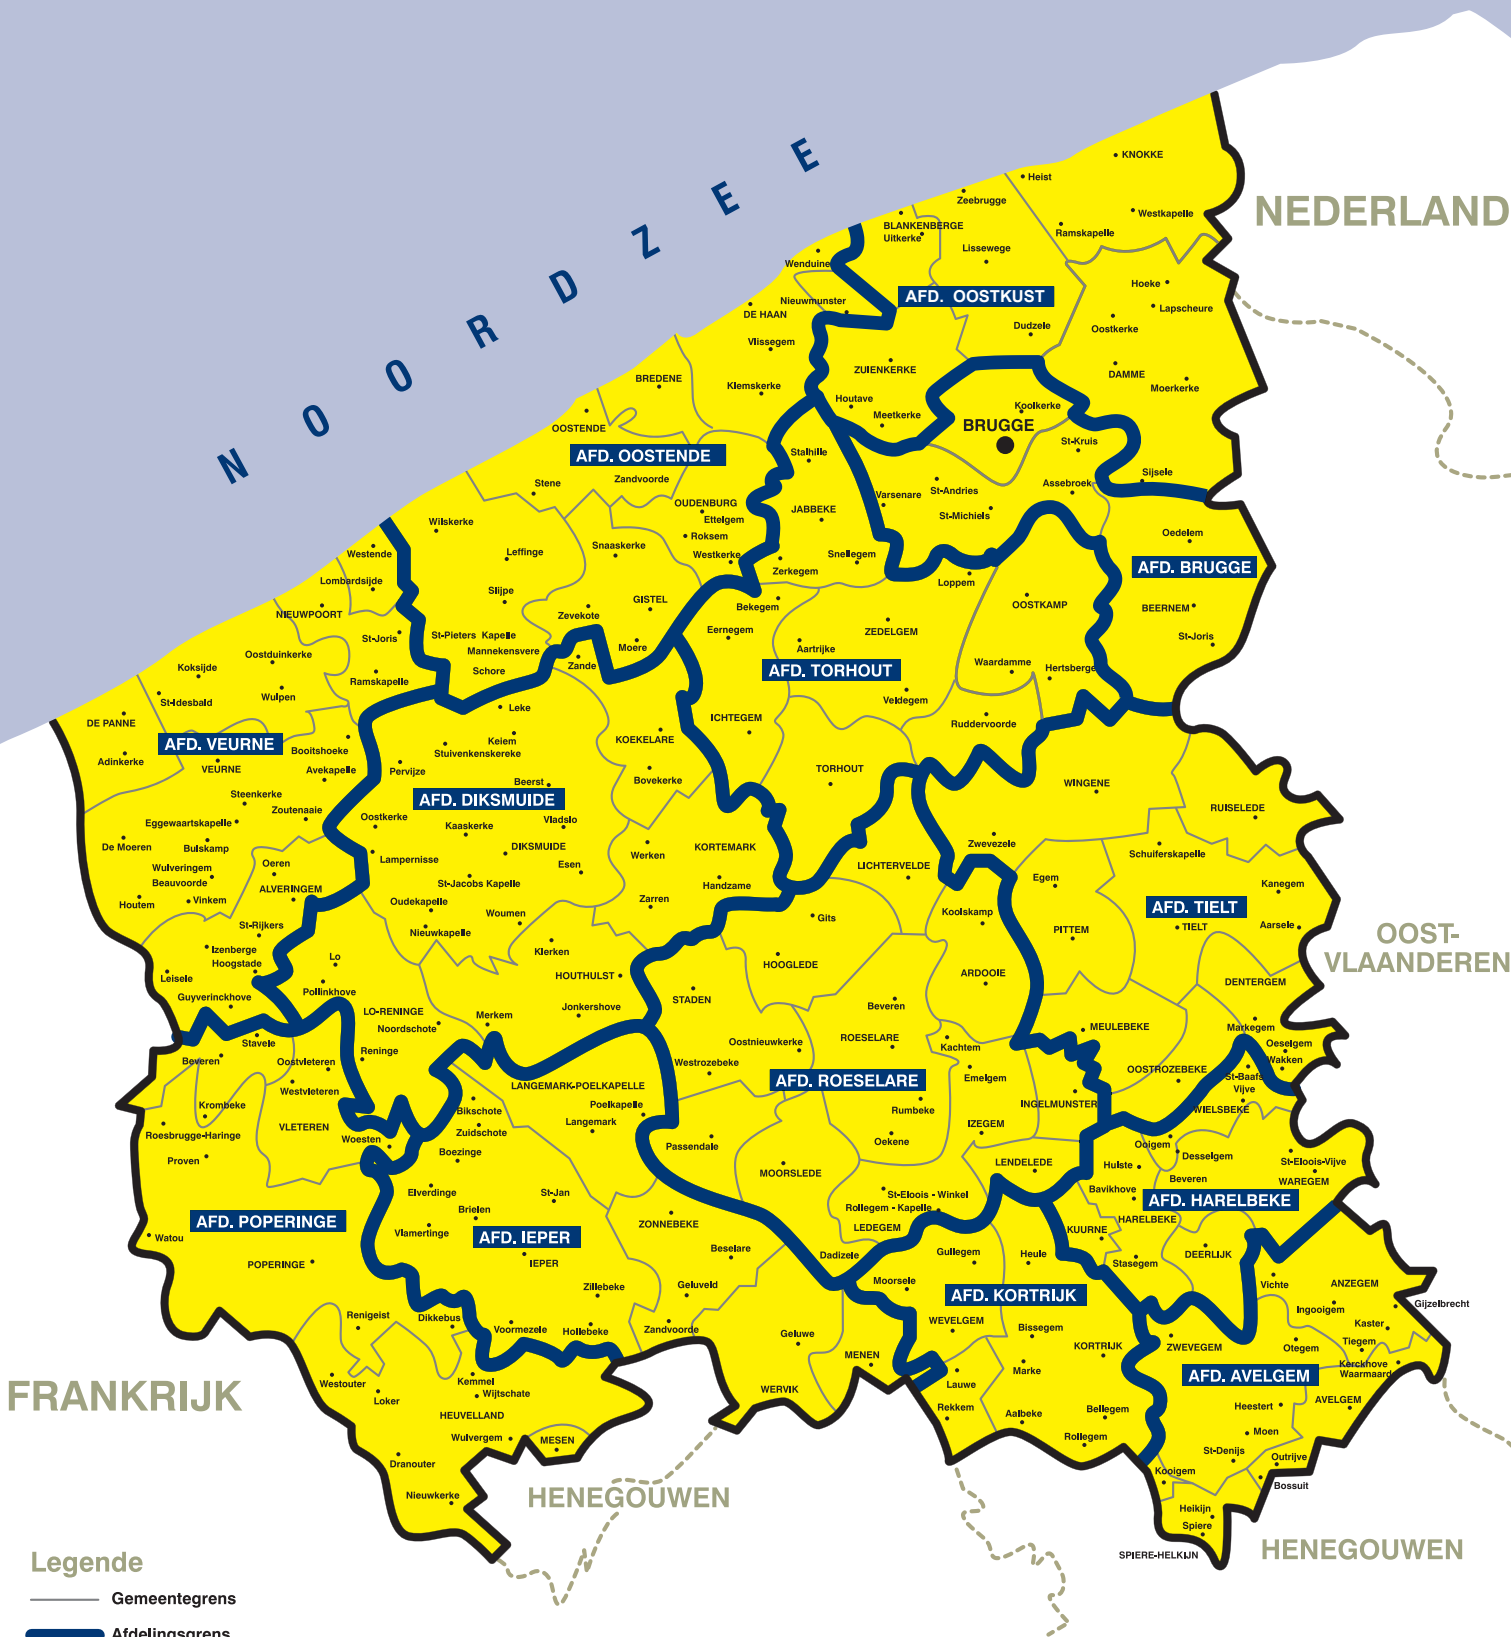 NOORDZEE
NEDERLAND
KNOKKE
Heist
Westkapelle
Ramskapelle
Zeebrugge
BLANKENBERGE
Uitkerke
Lissewege
Wenduine
Nieuwmunster
AFD. OOSTKUST
Hoeke
Lapscheure
Oostkerke
DE HAAN
Vlissegem
Dudzele
ZUIENKERKE
DAMME
Moerkerke
BREDENE
Klemskerke
Houtave
Meetkerke
Koolkerke
BRUGGE
St-Kruis
OOSTENDE
AFD. OOSTENDE
Stalhille
Sijsele
Stene
Zandvoorde
Varsenare
St-Andries
Assebroek
OUDENBURG
Ettelgem
JABBEKE
St-Michiels
Wilskerke
Roksem
Oedelem
Westende
Leffinge
Snaaskerke
Westkerke
Snellegem
Zerkegem
Loppem
AFD. BRUGGE
Lombardsijde
Slijpe
GISTEL
Bekegem
OOSTKAMP
BEERNEM
NIEUWPOORT
Zevekote
Eernegem
ZEDELGEM
St-Joris
St-Joris
St-Pieters Kapelle
Mannekensvere
Moere
Aartrijke
Oostduinkerke
Koksijde
Schore
Zande
AFD. TORHOUT
Waardamme
Hertsberge
Ramskapelle
St-Idesbald
Wulpen
Veldegem
DE PANNE
Leke
ICHTEGEM
Ruddervoorde
AFD. VEURNE
Booitshoeke
Keiem
Stuivenkenskereke
KOEKELARE
Adinkerke
VEURNE
Avekapelle
Pervijze
Beerst
Bovekerke
TORHOUT
WINGENE
Steenkerke
AFD. DIKSMUIDE
RUISELEDE
Zoutenaaie
Oostkerke
Vladslo
Eggewaartskapelle
Kaaskerke
De Moeren
Bulskamp
DIKSMUIDE
Werken
KORTEMARK
Zwevezele
Schuiferskapelle
Wulveringem
Oeren
Lampernisse
Esen
LICHTERVELDE
Beauvoorde
ALVERINGEM
St-Jacobs Kapelle
Handzame
Egem
Kanegem
Houtem
Vinkem
Oudekapelle
Zarren
AFD. TIELT
Woumen
Gits
Koolskamp
St-Rijkers
Nieuwkapelle
PITTEM
TIELT
Aarsele
OOST-
VLAANDEREN
Izenberge
Hoogstade
Lo
Klerken
HOOGLEDE
Leisele
HOUTHULST
ARDOOIE
DENTERGEM
Guyverinckhove
Pollinkhove
STADEN
LO-RENINGE
Noordschote
Merkem
Jonkershove
Beveren
MEULEBEKE
Markegem
Stavele
Oostnieuwkerke
ROESELARE
Kachtem
Oeselgem
Wakken
Beveren
Oostvleteren
Reninge
Westrozebeke
OOSTROZEBEKE
St-Baafs
Vijve
Westvleteren
LANGEMARK-POELKAPELLE
AFD. ROESELARE
Emelgem
Krombeke
Bikschote
Poelkapelle
Rumbeke
INGELMUNSTER
WIELSBEKE
VLETEREN
Zuidschote
Langemark
IZEGEM
Roesbrugge-Haringe
Woesten
Passendale
Oekene
Ooigem
Proven
Boezinge
LENDELEDE
Hulste
Desselgem
St-Eloois-Vijve
MOORSLEDE
Beveren
WAREGEM
Elverdinge
St-Jan
St-Eloois - Winkel
Bavikhove
AFD. HARELBEKE
Brielen
Rollegem - Kapelle
AFD. POPERINGE
ZONNEBEKE
LEDEGEM
HARELBEKE
Vlamertinge
AFD. IEPER
KUURNE
Watou
Beselare
Dadizele
Gullegem
Heule
DEERLIJK
POPERINGE
IEPER
Stasegem
Zillebeke
Geluveld
Moorsele
AFD. KORTRIJK
Vichte
ANZEGEM
Renigeist
Dikkebus
Ingooigem
Gijzelbrecht
Voormezele
Hollebeke
Zandvoorde
Geluwe
WEVELGEM
Bissegem
Kaster
KORTRIJK
ZWEVEGEM
Otegem
Tiegem
MENEN
Marke
Kerckhove
Waarmaard
FRANKRIJK
Westouter
Kemmel
Wijtschate
WERVIK
Lauwe
AFD. AVELGEM
Loker
HEUVELLAND
Rekkem
Aalbeke
Bellegem
Heestert
AVELGEM
Wulvergem
MESEN
Rollegem
Moen
Dranouter
St-Denijs
Outrijve
Kooigem
Bossuit
Nieuwkerke
HENEGOUWEN
Heikijn
Spiere
SPIERE-HELKIJN
HENEGOUWEN
Legende
Gemeentegrens
Afdelingsgrens